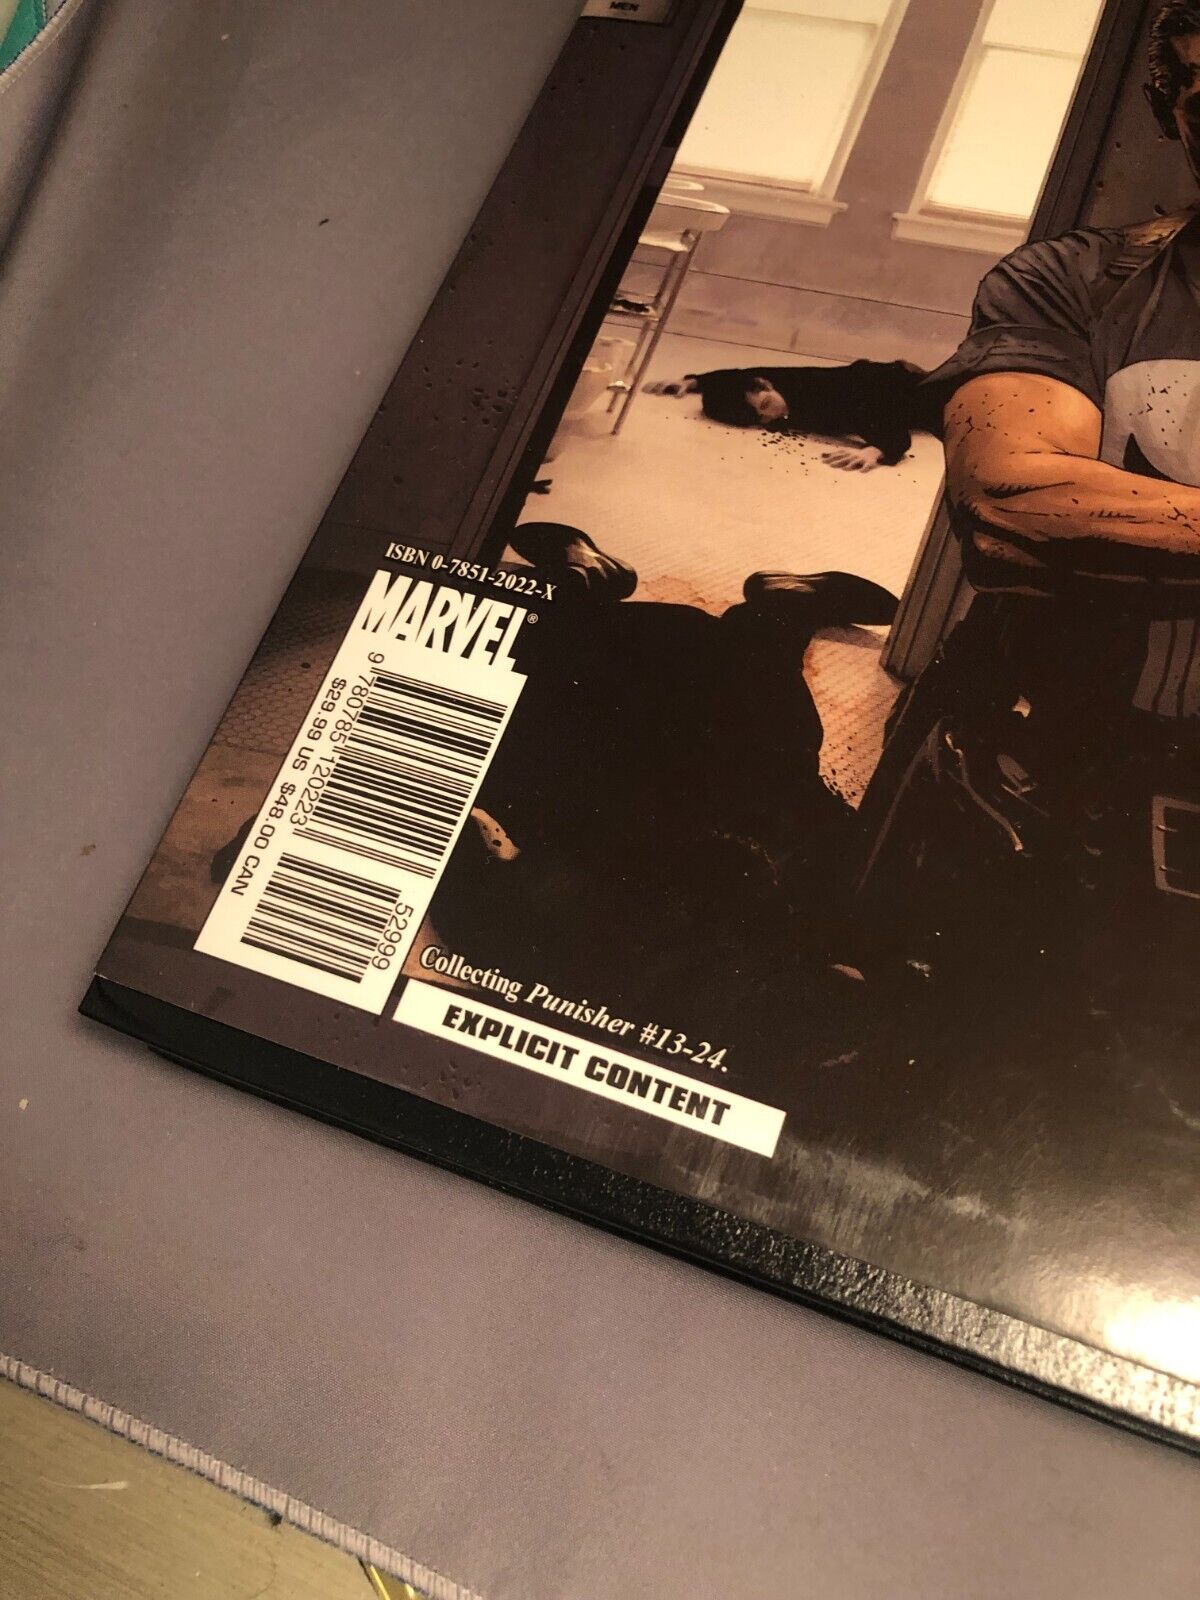 MEN
ISBN 0-7851-2022-X
MARVEL®
9 780785 120223
52999
$29.99 US $48.00 CAN
Collecting Punisher #13-24.
EXPLICIT CONTENT